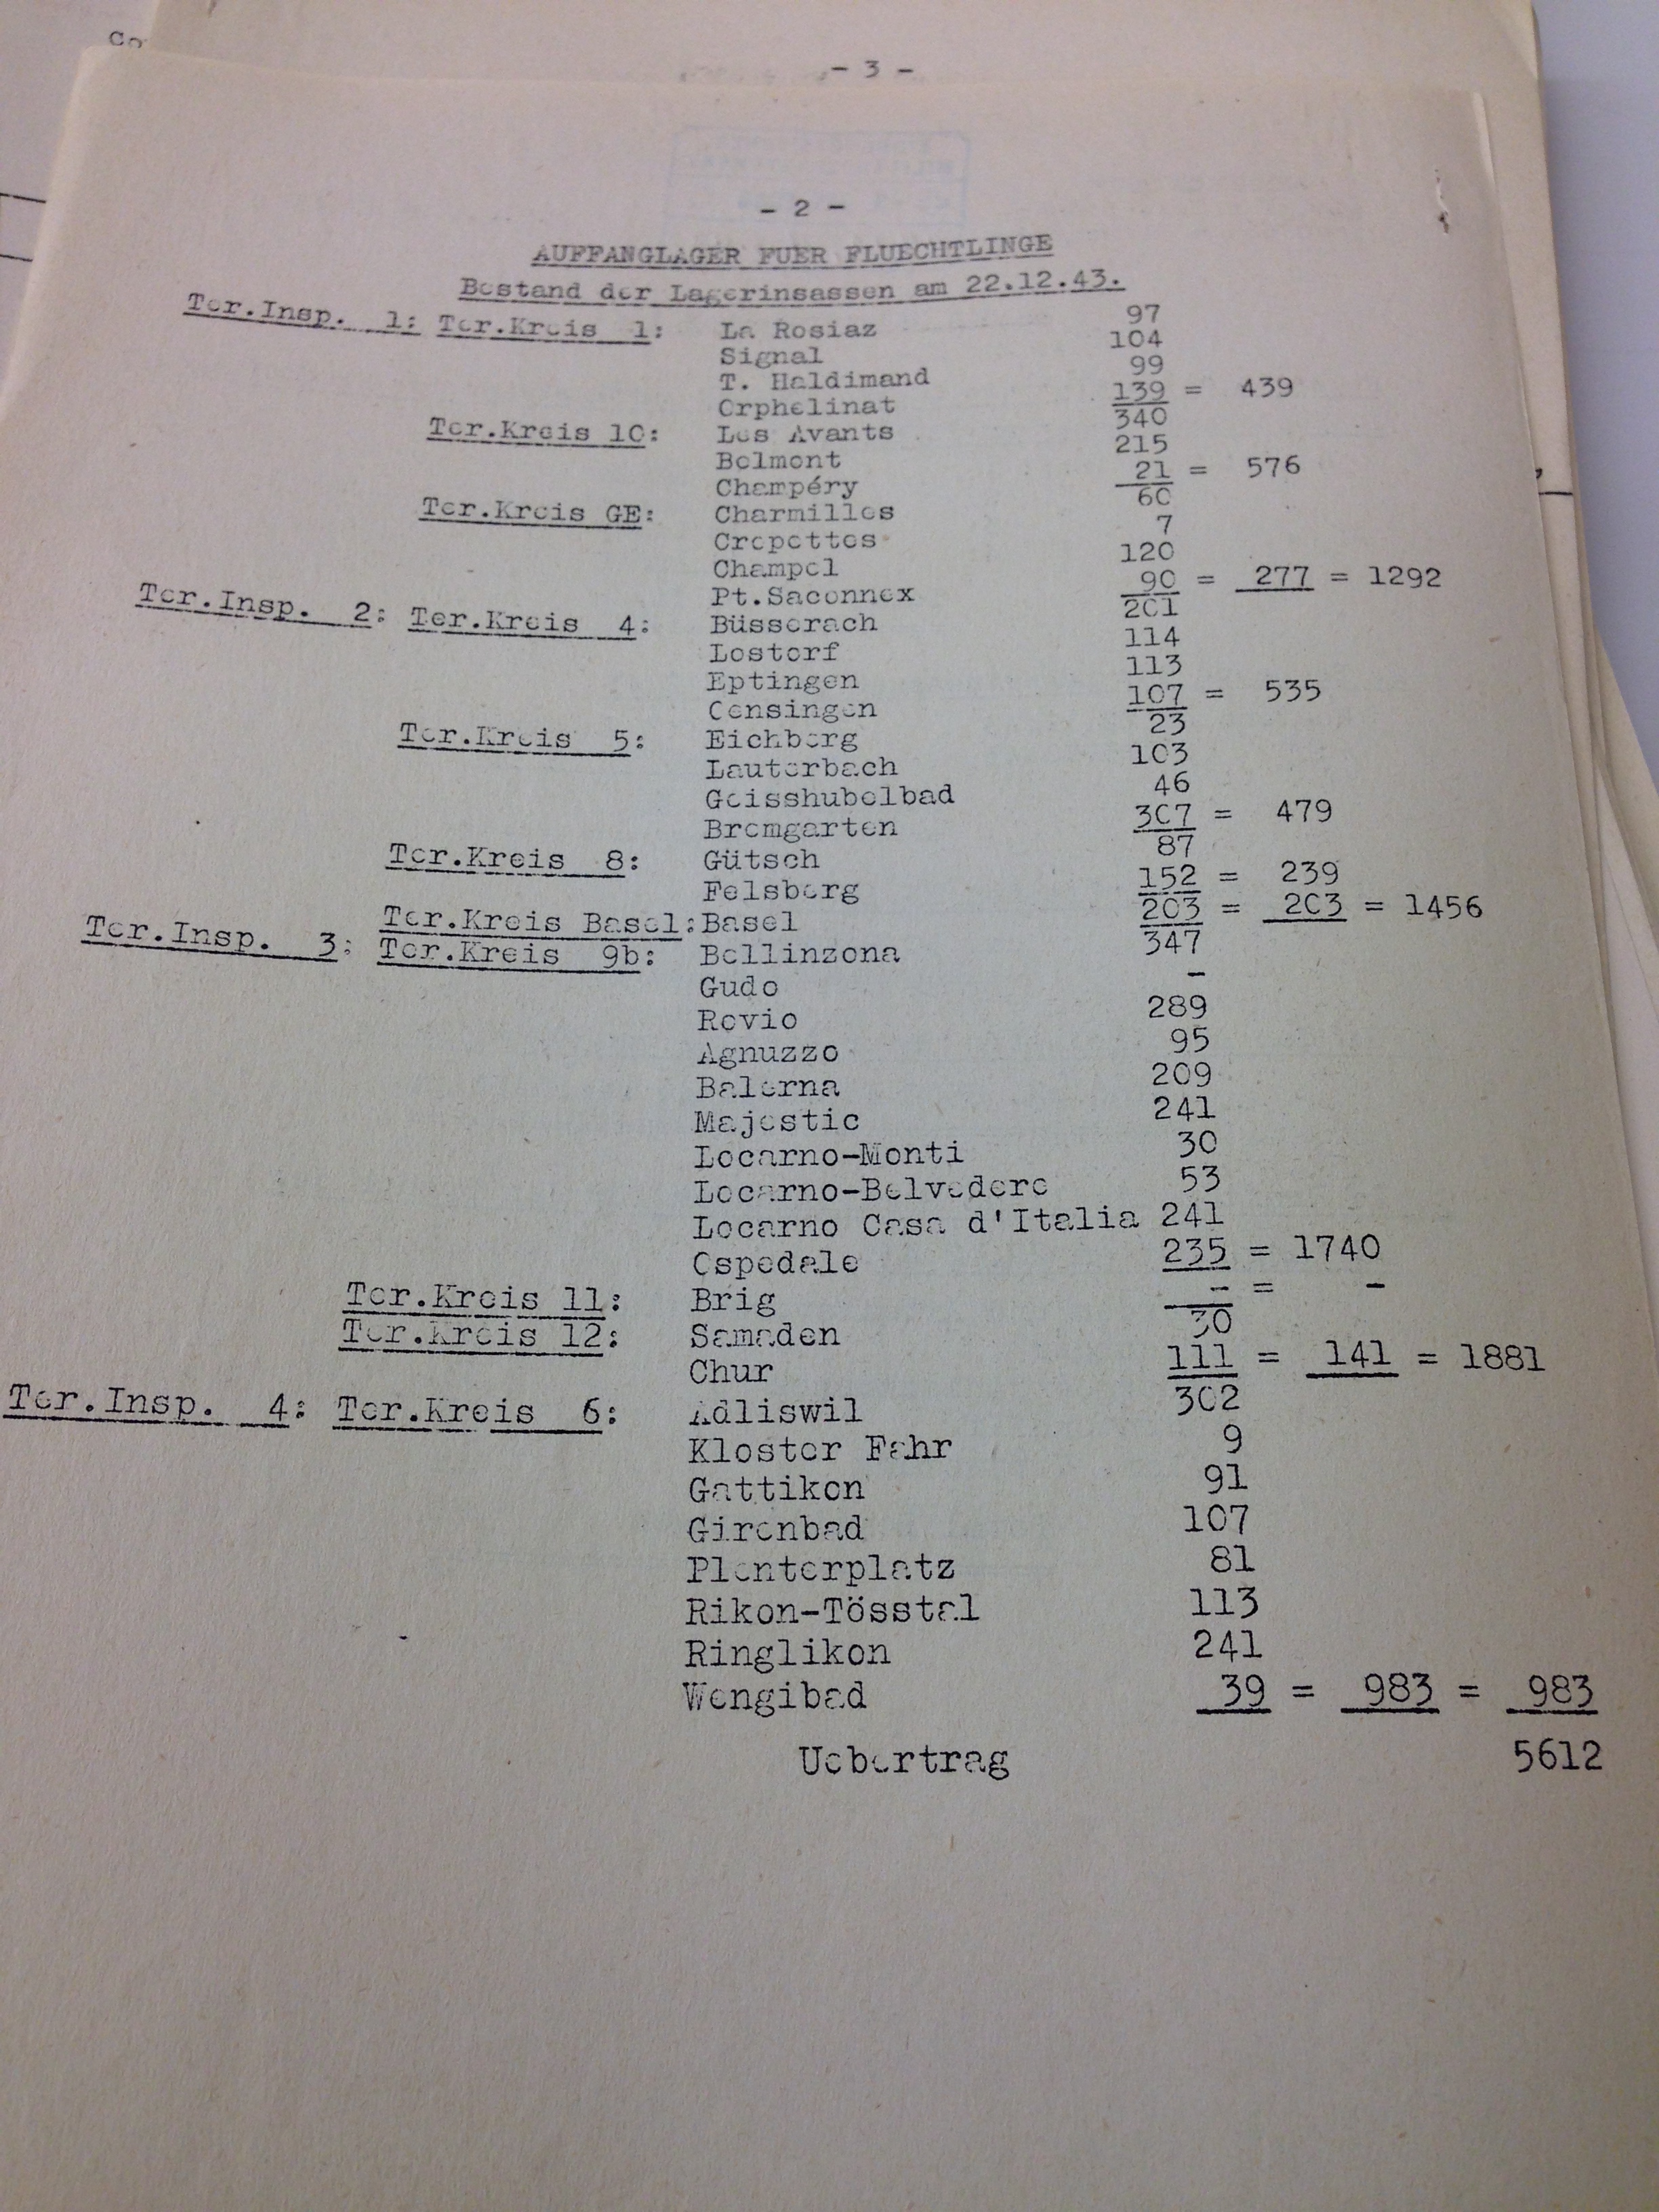 Co
- 3 -
- 2 -
AUFFANGLAGER FUER FLUECHTLINGE
Bestand der Lagerinsassen am 22.12.43.
Ter.Insp. 1: Ter.Kreis 1: La Rosiaz 97
Signal 104
T. Haldimand 99
Orphelinat 139 = 439
Ter.Kreis 10: Les Avants 340
Belmont 215
Champéry 21 = 576
Ter.Kreis GE: Charmilles 60
Cropettes 7
Champel 120
Pt.Saconnex 90 = 277 = 1292
Ter.Insp. 2: Ter.Kreis 4: Büsserach 201
Lostorf 114
Eptingen 113
Oensingen 107 = 535
Ter.Kreis 5: Eichberg 23
Lauterbach 103
Geisshubelbad 46
Bremgarten 307 = 479
Ter.Kreis 8: Gütsch 87
Felsberg 152 = 239
Ter.Kreis Basel: Basel 203 = 203 = 1456
Ter.Insp. 3: Ter.Kreis 9b: Bellinzona 347
Gudo -
Rovio 289
Agnuzzo 95
Balerna 209
Majestic 241
Locarno-Monti 30
Locarno-Belvedere 53
Locarno Casa d'Italia 241
Ospedale 235 = 1740
Ter.Kreis 11: Brig - = -
Ter.Kreis 12: Samaden 30
Chur 111 = 141 = 1881
Ter.Insp. 4: Ter.Kreis 6: Adliswil 302
Kloster Fahr 9
Gattikon 91
Girenbad 107
Plenterplatz 81
Rikon-Tösstal 113
Ringlikon 241
Wengibad 39 = 983 = 983
Uebertrag 5612